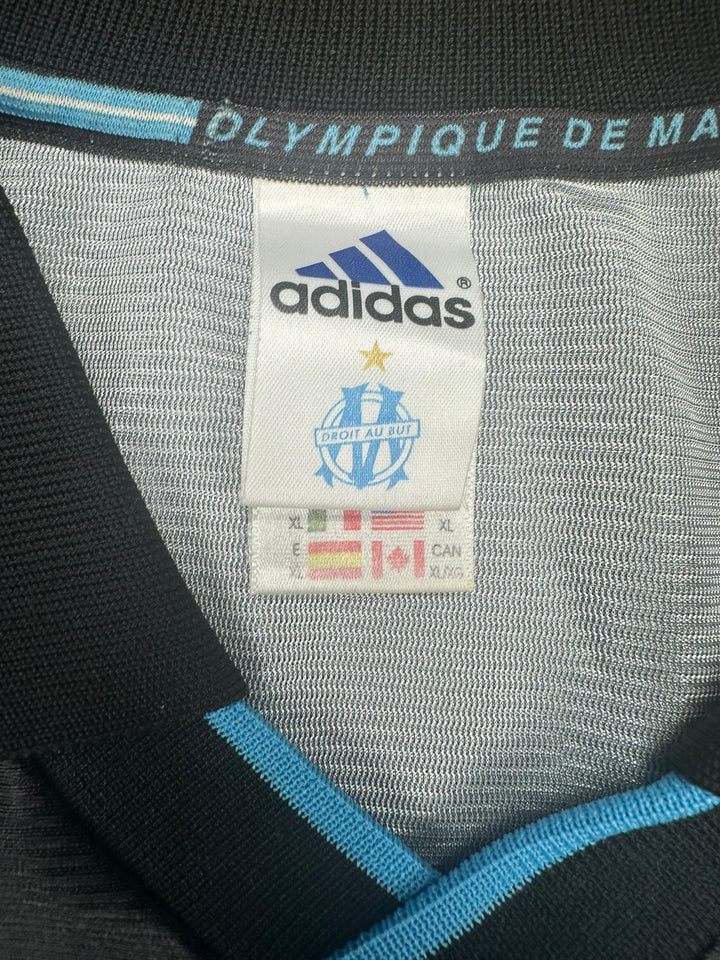 OLYMPIQUE DE MA
adidas®
DROIT AU BUT
XL XL
E CAN
XL XL/XG